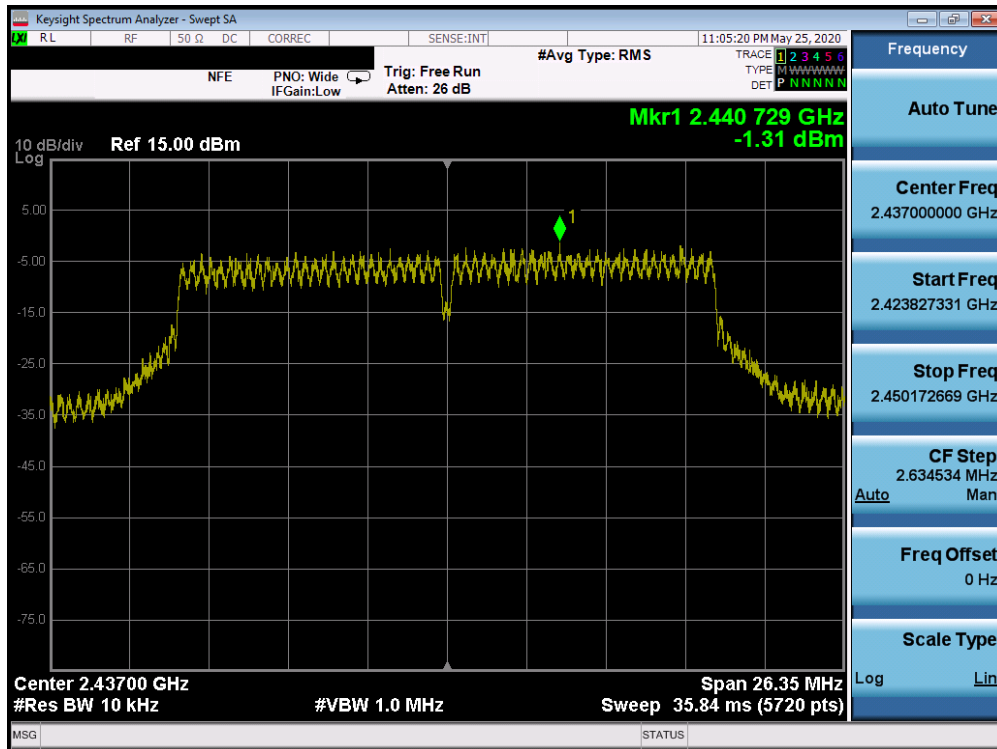 Keysight Spectrum Analyzer - Swept SA
LXI RL RF 50 Ω DC CORREC SENSE:INT 11:05:20 PM May 25, 2020
NFE PNO: Wide Trig: Free Run #Avg Type: RMS TRACE 1 2 3 4 5 6
IFGain:Low Atten: 26 dB TYPE M W W W W W
DET P N N N N N
Mkr1 2.440 729 GHz
-1.31 dBm
10 dB/div Ref 15.00 dBm
Log
1
5.00
-5.00
-15.0
-25.0
-35.0
-45.0
-55.0
-65.0
-75.0
Center 2.43700 GHz Span 26.35 MHz
#Res BW 10 kHz #VBW 1.0 MHz Sweep 35.84 ms (5720 pts)
MSG STATUS
Frequency
Auto Tune
Center Freq
2.437000000 GHz
Start Freq
2.423827331 GHz
Stop Freq
2.450172669 GHz
CF Step
2.634534 MHz
Auto Man
Freq Offset
0 Hz
Scale Type
Log Lin